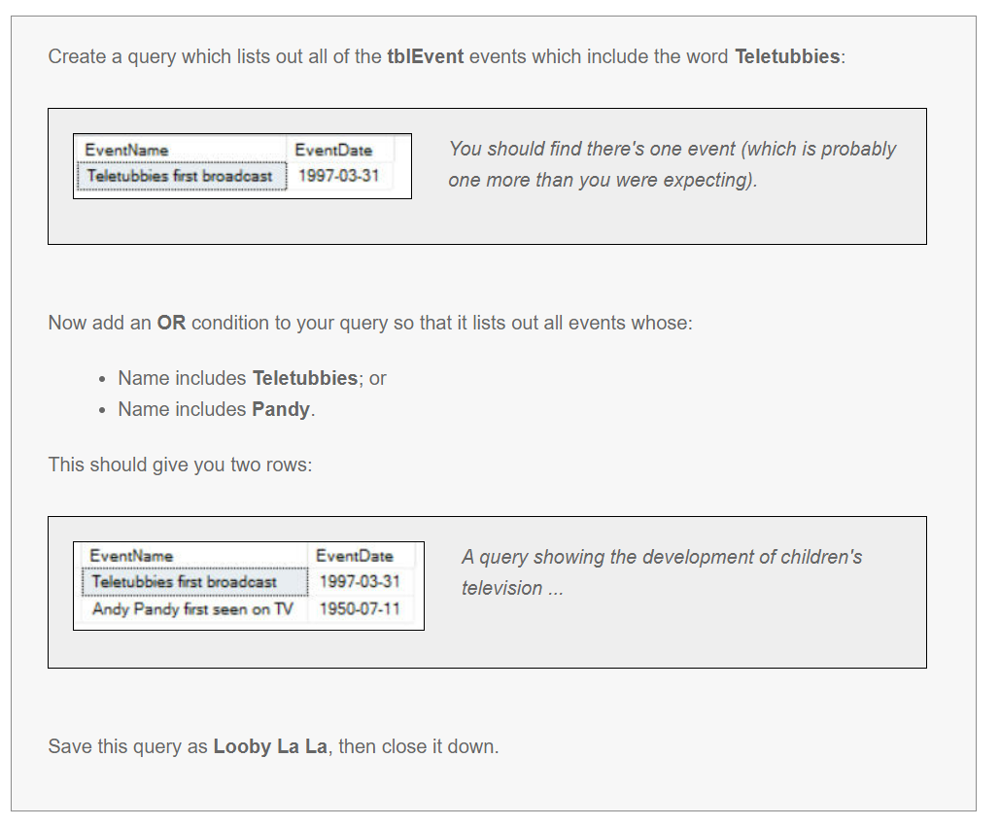 Create a query which lists out all of the tblEvent events which include the word Teletubbies:
EventName EventDate
Teletubbies first broadcast 1997-03-31
You should find there's one event (which is probably
one more than you were expecting).
Now add an OR condition to your query so that it lists out all events whose:
• Name includes Teletubbies; or
• Name includes Pandy.
This should give you two rows:
EventName EventDate
Teletubbies first broadcast 1997-03-31
Andy Pandy first seen on TV 1950-07-11
A query showing the development of children's
television ...
Save this query as Looby La La, then close it down.